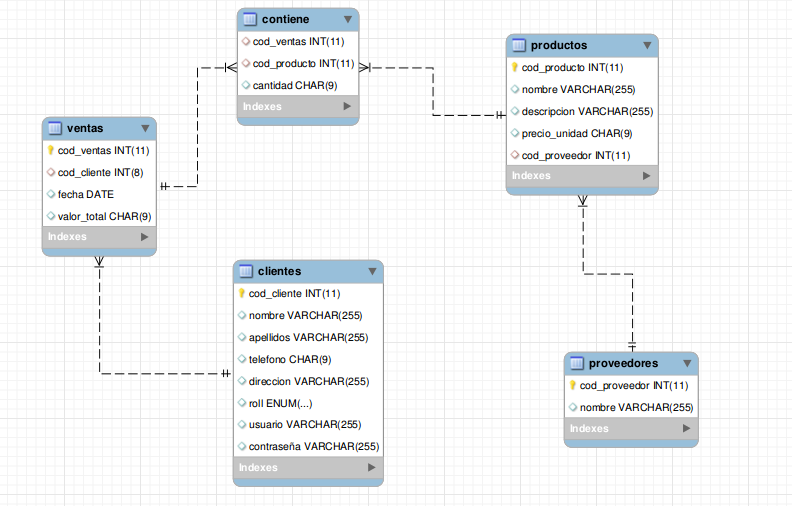 contiene
cod_ventas INT(11)
cod_producto INT(11)
cantidad CHAR(9)
Indexes
productos
cod_producto INT(11)
nombre VARCHAR(255)
descripcion VARCHAR(255)
precio_unidad CHAR(9)
cod_proveedor INT(11)
Indexes
ventas
cod_ventas INT(11)
cod_cliente INT(8)
fecha DATE
valor_total CHAR(9)
Indexes
clientes
cod_cliente INT(11)
nombre VARCHAR(255)
apellidos VARCHAR(255)
telefono CHAR(9)
direccion VARCHAR(255)
roll ENUM(...)
usuario VARCHAR(255)
contraseña VARCHAR(255)
Indexes
proveedores
cod_proveedor INT(11)
nombre VARCHAR(255)
Indexes